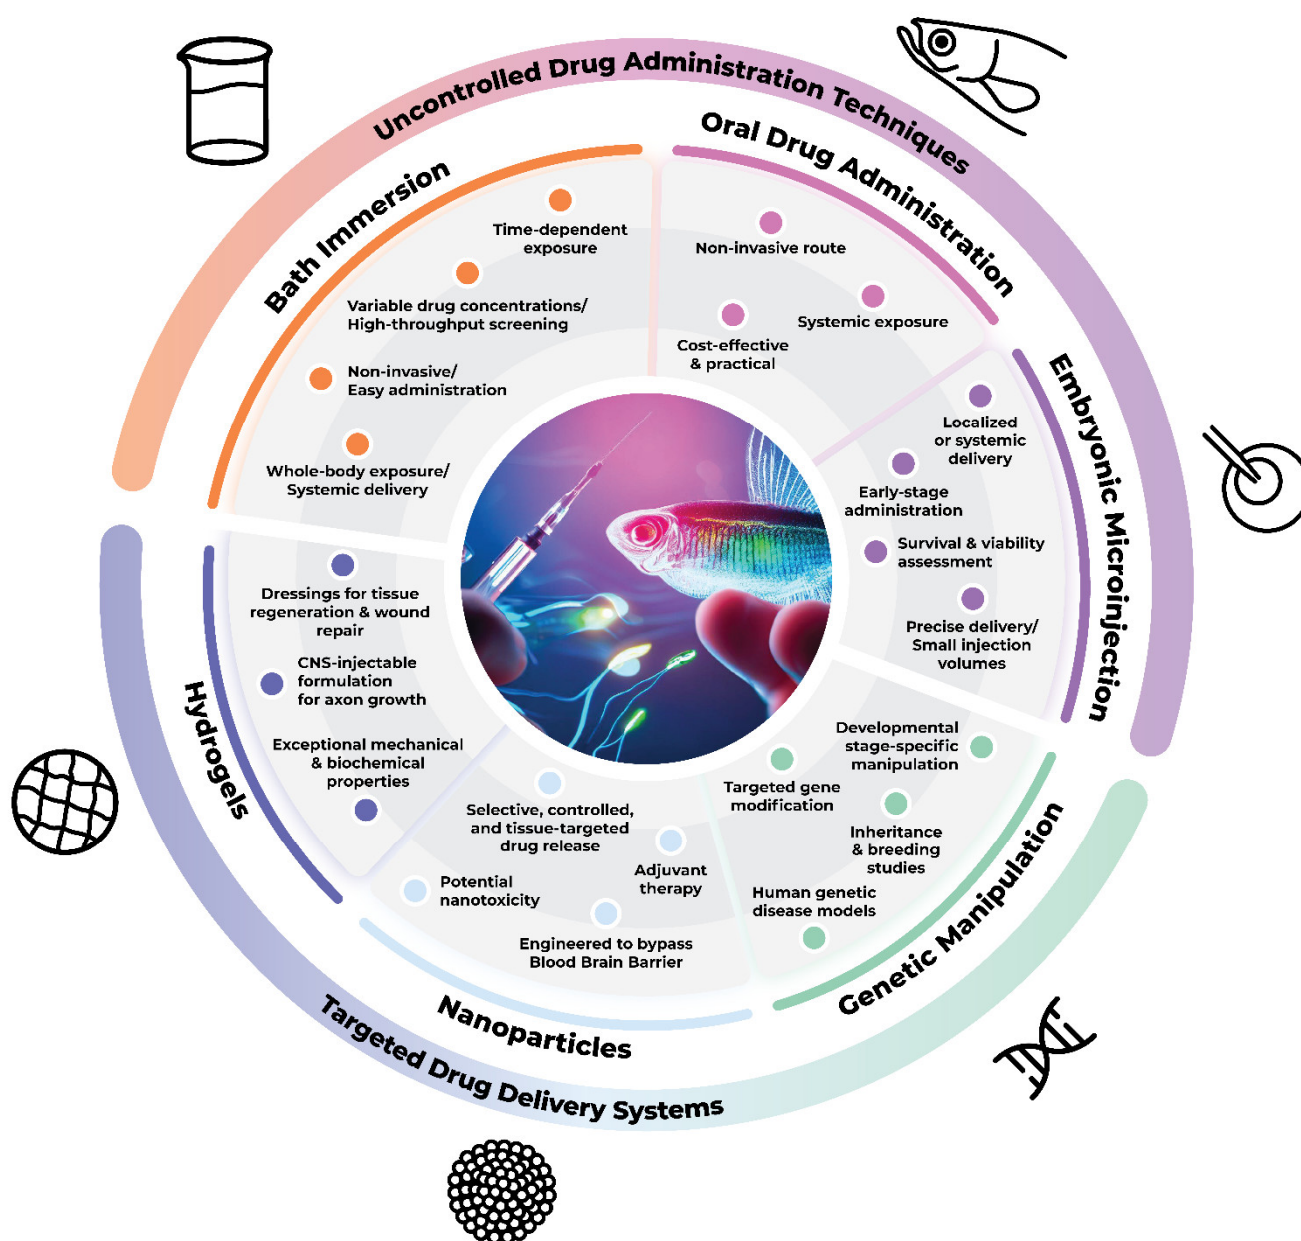 Uncontrolled Drug Administration Techniques
Bath Immersion
Time-dependent
exposure
Variable drug concentrations/
High-throughput screening
Non-invasive/
Easy administration
Whole-body exposure/
Systemic delivery
Oral Drug Administration
Non-invasive route
Systemic exposure
Cost-effective
& practical
Embryonic Microinjection
Localized
or systemic
delivery
Early-stage
administration
Survival & viability
assessment
Precise delivery/
Small injection
volumes
Targeted Drug Delivery Systems
Hydrogels
Dressings for tissue
regeneration & wound
repair
CNS-injectable
formulation
for axon growth
Exceptional mechanical
& biochemical
properties
Nanoparticles
Selective, controlled,
and tissue-targeted
drug release
Adjuvant
therapy
Potential
nanotoxicity
Engineered to bypass
Blood Brain Barrier
Genetic Manipulation
Developmental
stage-specific
manipulation
Targeted gene
modification
Inheritance
& breeding
studies
Human genetic
disease models